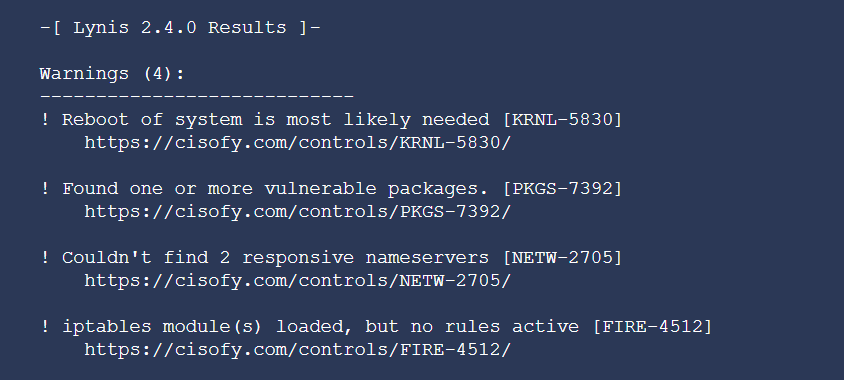 -[ Lynis 2.4.0 Results ]-
Warnings (4):
----------------------------
! Reboot of system is most likely needed [KRNL-5830]
https://cisofy.com/controls/KRNL-5830/
! Found one or more vulnerable packages. [PKGS-7392]
https://cisofy.com/controls/PKGS-7392/
! Couldn't find 2 responsive nameservers [NETW-2705]
https://cisofy.com/controls/NETW-2705/
! iptables module(s) loaded, but no rules active [FIRE-4512]
https://cisofy.com/controls/FIRE-4512/